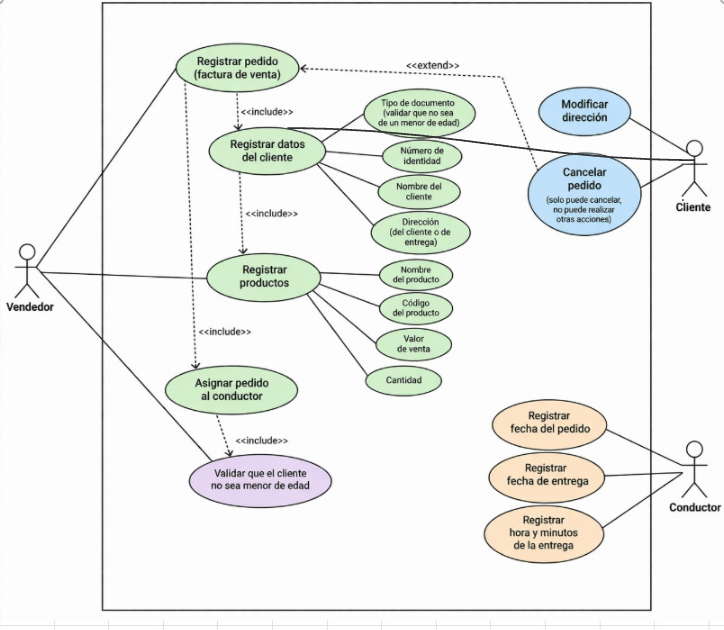 Registrar pedido
(factura de venta)
<<extend>>
<<include>>
Tipo de documento
(validar que no sea
de un menor de edad)
Modificar
dirección
Registrar datos
del cliente
Número de
identidad
Cancelar
pedido
(solo puede cancelar,
no puede realizar
otras acciones)
Cliente
Nombre del
cliente
<<include>>
Dirección
(del cliente o de
entrega)
Registrar
productos
Nombre
del producto
Código
del producto
Vendedor
Valor
de venta
<<include>>
Cantidad
Asignar pedido
al conductor
Registrar
fecha del pedido
<<include>>
Validar que el cliente
no sea menor de edad
Registrar
fecha de entrega
Conductor
Registrar
hora y minutos
de la entrega